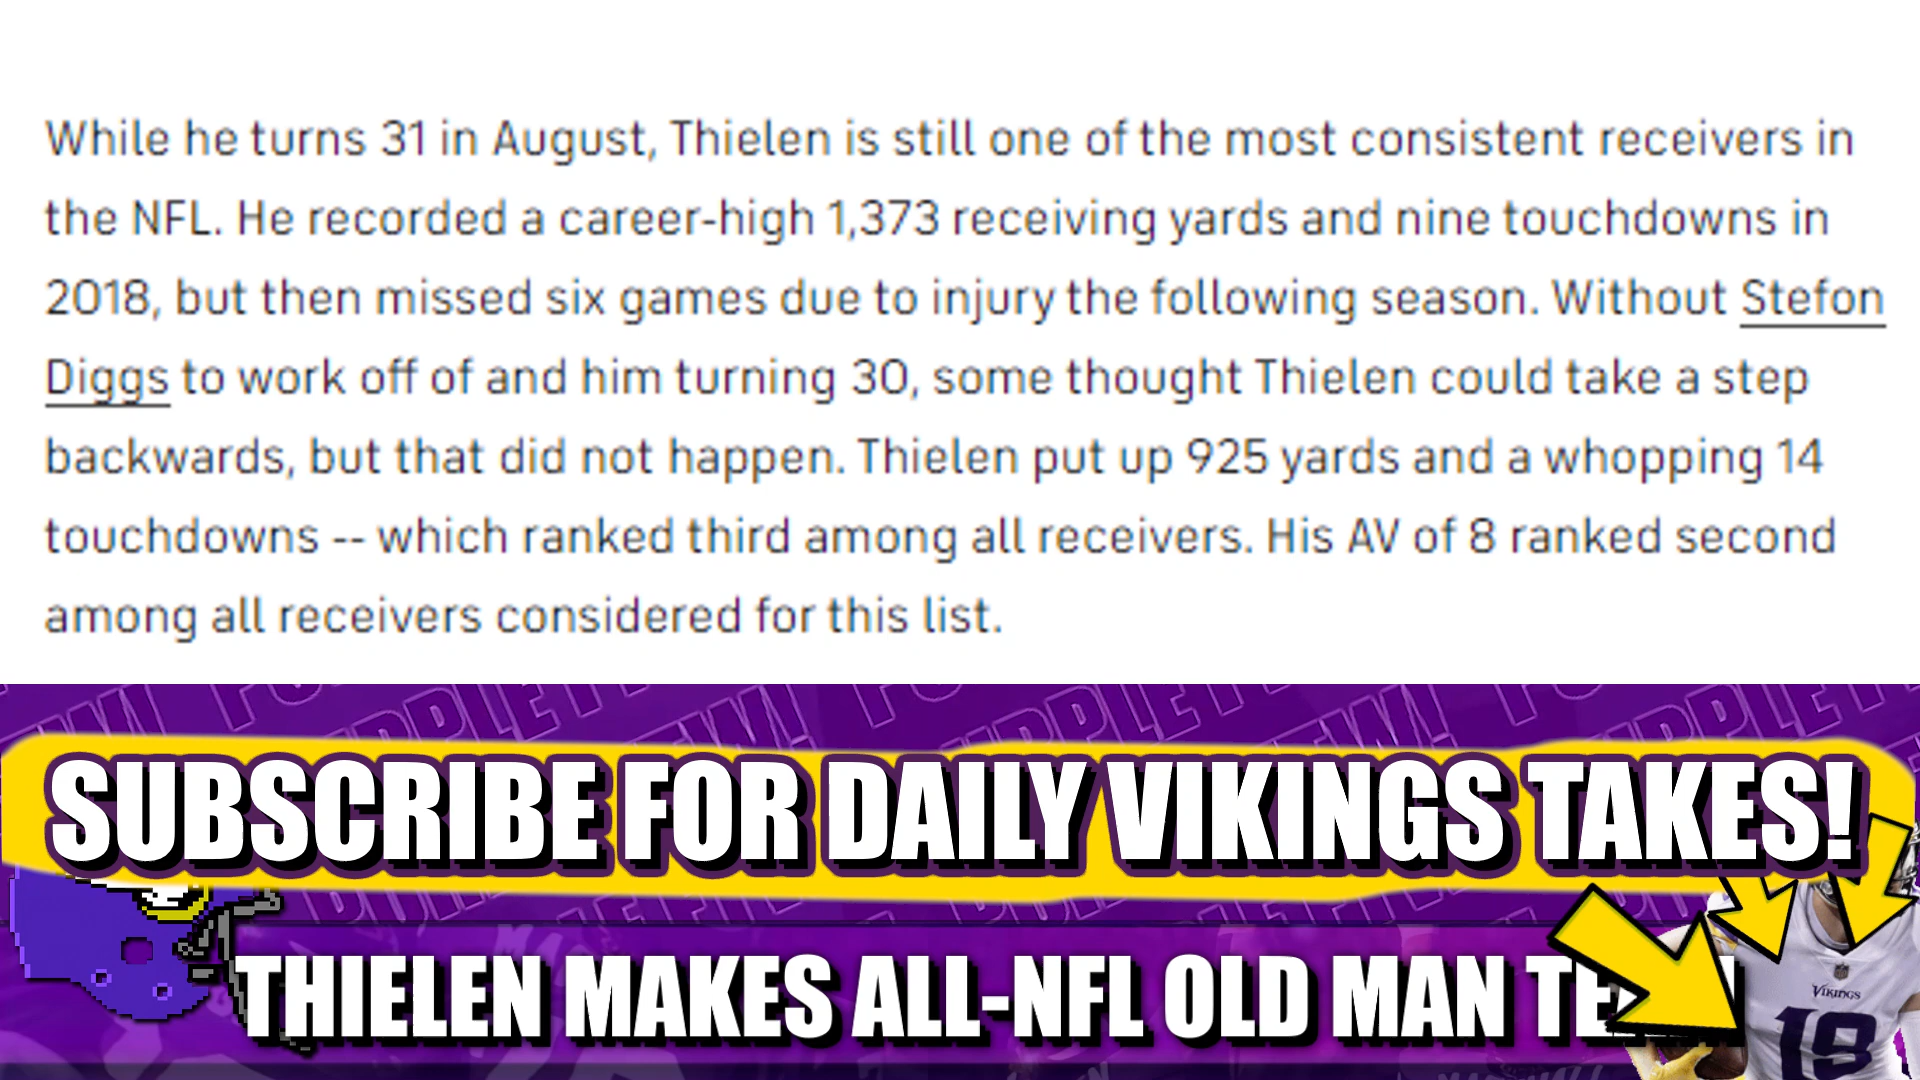 While he turns 31 in August, Thielen is still one of the most consistent receivers in
the NFL. He recorded a career-high 1,373 receiving yards and nine touchdowns in
2018, but then missed six games due to injury the following season. Without Stefon
Diggs to work off of and him turning 30, some thought Thielen could take a step
backwards, but that did not happen. Thielen put up 925 yards and a whopping 14
touchdowns -- which ranked third among all receivers. His AV of 8 ranked second
among all receivers considered for this list.
SUBSCRIBE FOR DAILY VIKINGS TAKES!
THIELEN MAKES ALL-NFL OLD MAN
VIKINGS